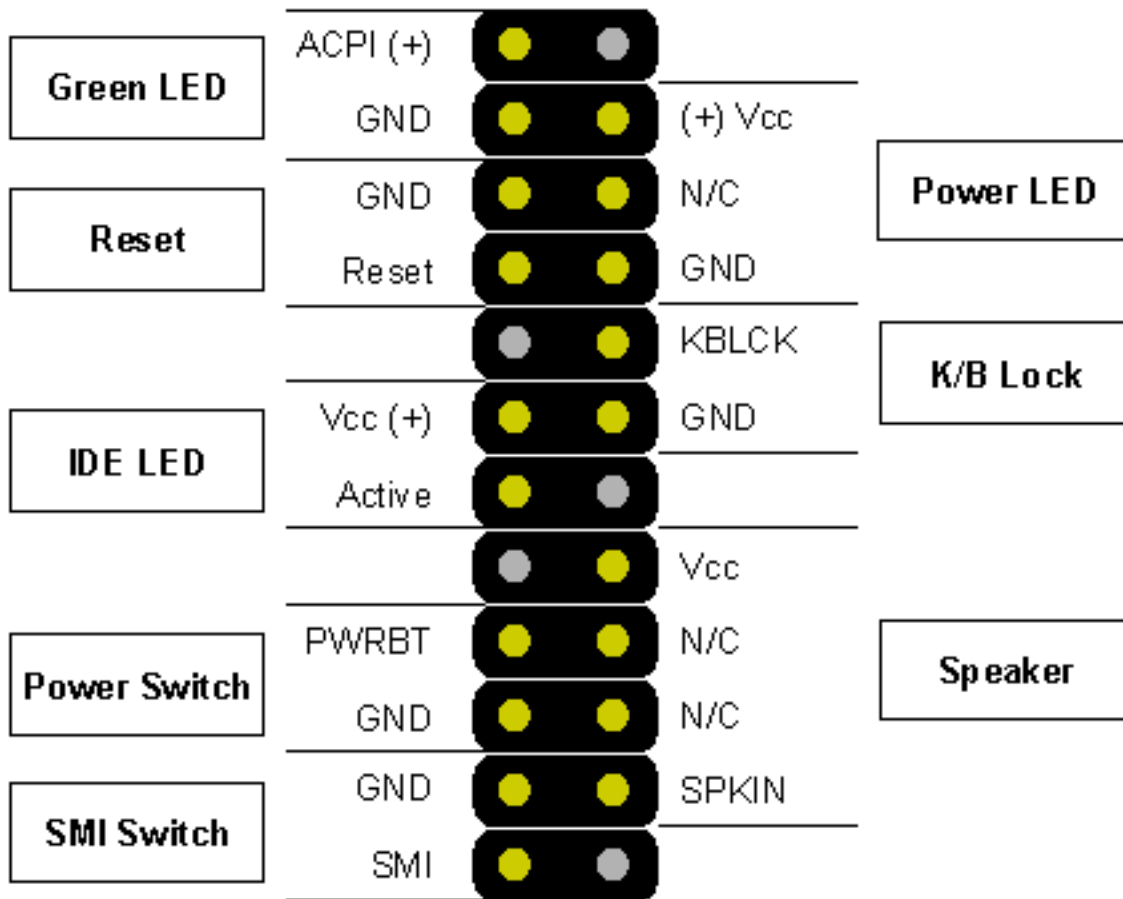 Green LED
ACPI (+)
GND
(+) Vcc
Power LED
Reset
GND
N/C
Reset
GND
KBLCK
K/B Lock
IDE LED
Vcc (+)
GND
Active
Vcc
Power Switch
PWRBT
N/C
Speaker
GND
N/C
SMI Switch
GND
SPKIN
SMI